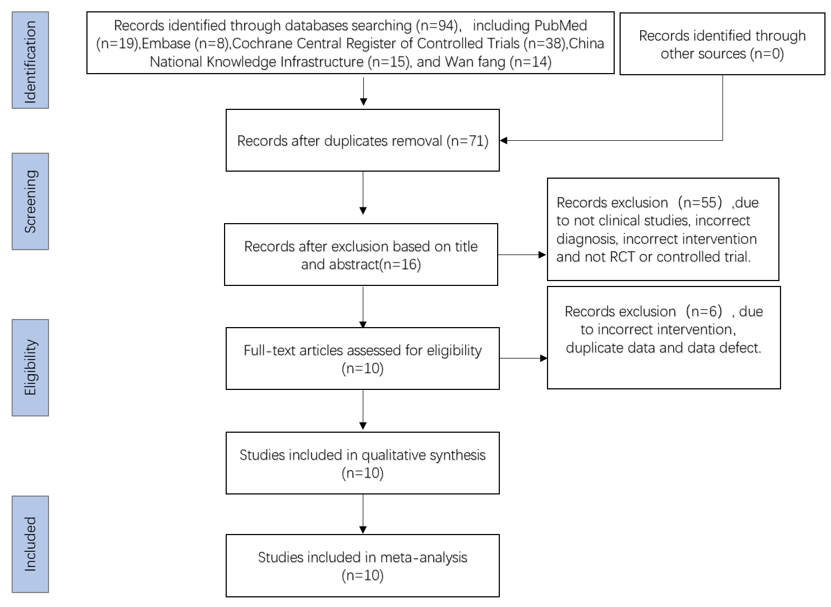 Identification
Records identified through databases searching (n=94), including PubMed
(n=19),Embase (n=8),Cochrane Central Register of Controlled Trials (n=38),China
National Knowledge Infrastructure (n=15), and Wan fang (n=14)
Records identified through
other sources (n=0)
Records after duplicates removal (n=71)
Screening
Records exclusion (n=55) ,due
to not clinical studies, incorrect
diagnosis, incorrect intervention
and not RCT or controlled trial.
Records after exclusion based on title
and abstract(n=16)
Records exclusion (n=6) , due
to incorrect intervention,
duplicate data and data defect.
Eligibility
Full-text articles assessed for eligibility
(n=10)
Studies included in qualitative synthesis
(n=10)
Included
Studies included in meta-analysis
(n=10)